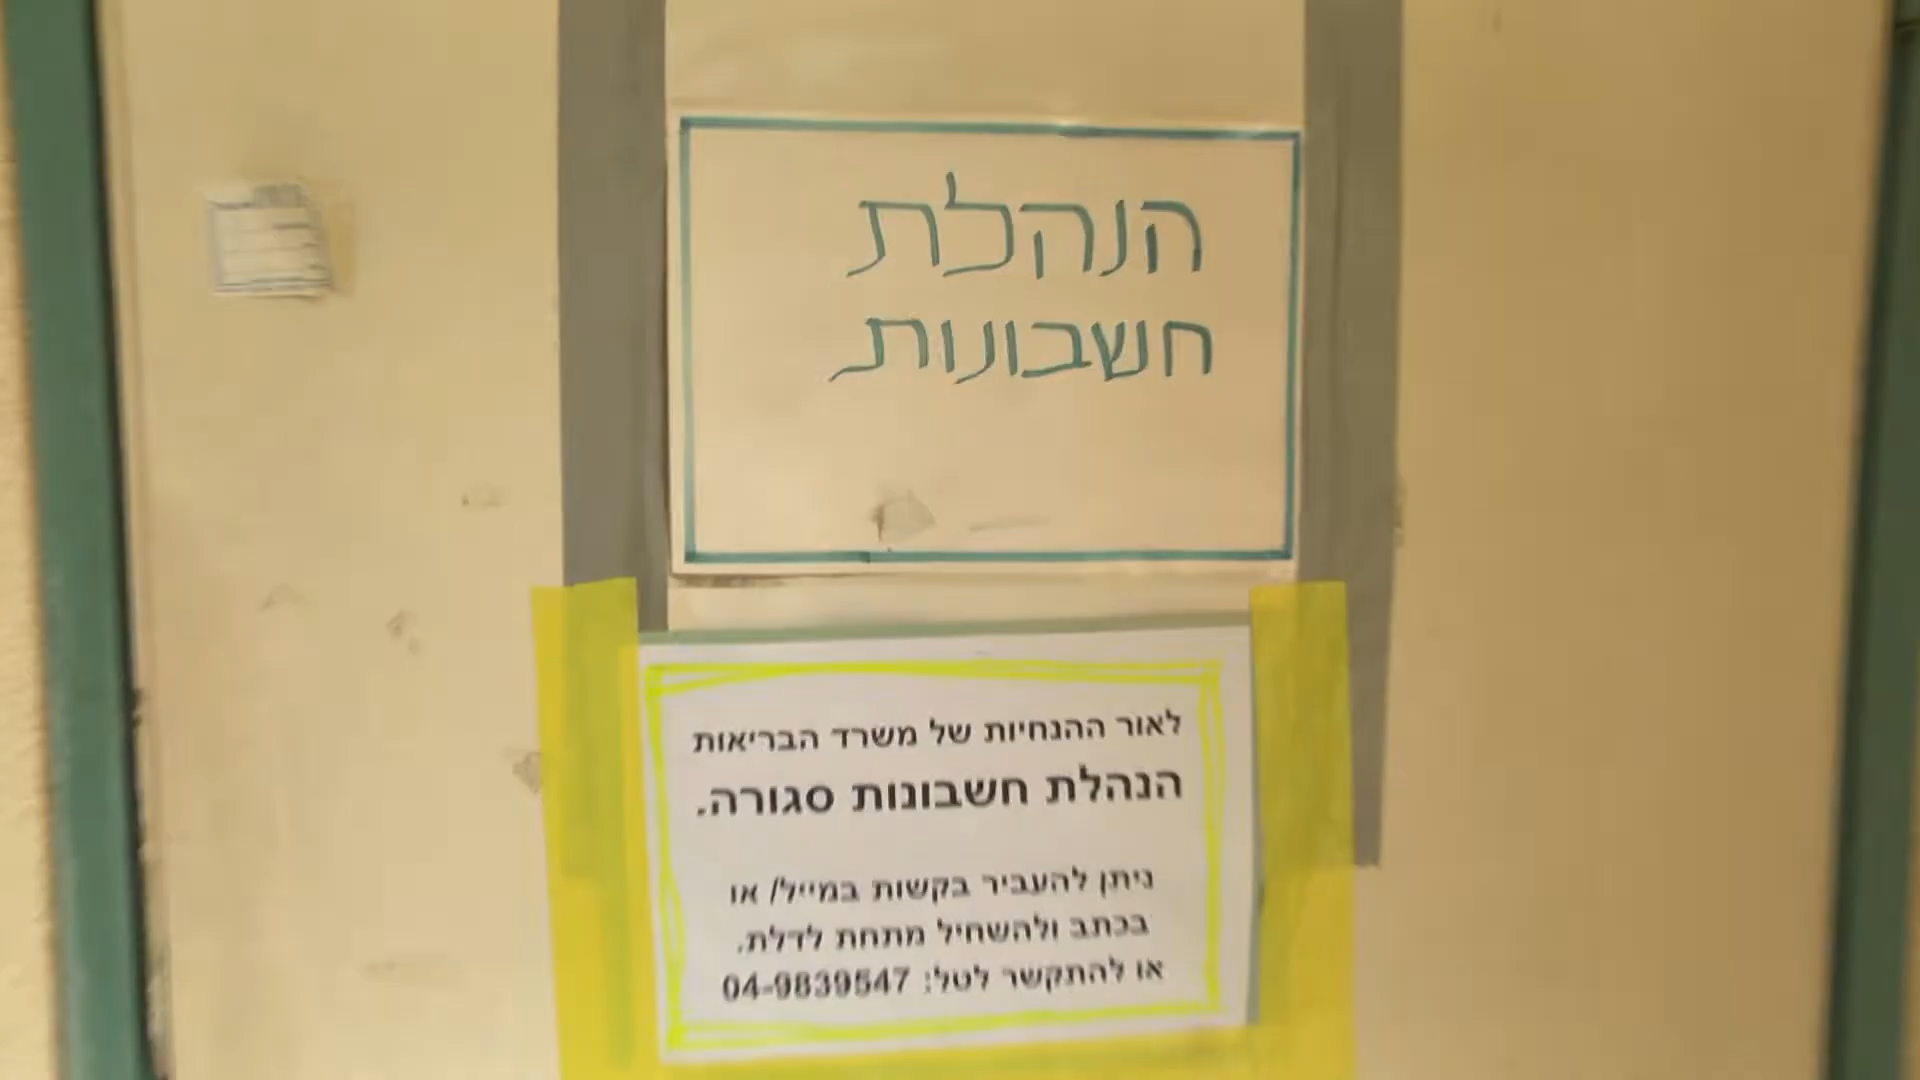 הנהלת
חשבונות
לאור ההנחיות של משרד הבריאות
הנהלת חשבונות סגורה.
ניתן להעביר בקשות במייל/ או
בכתב ולהשחיל מתחת לדלת.
או להתקשר לטל: 04-9839547